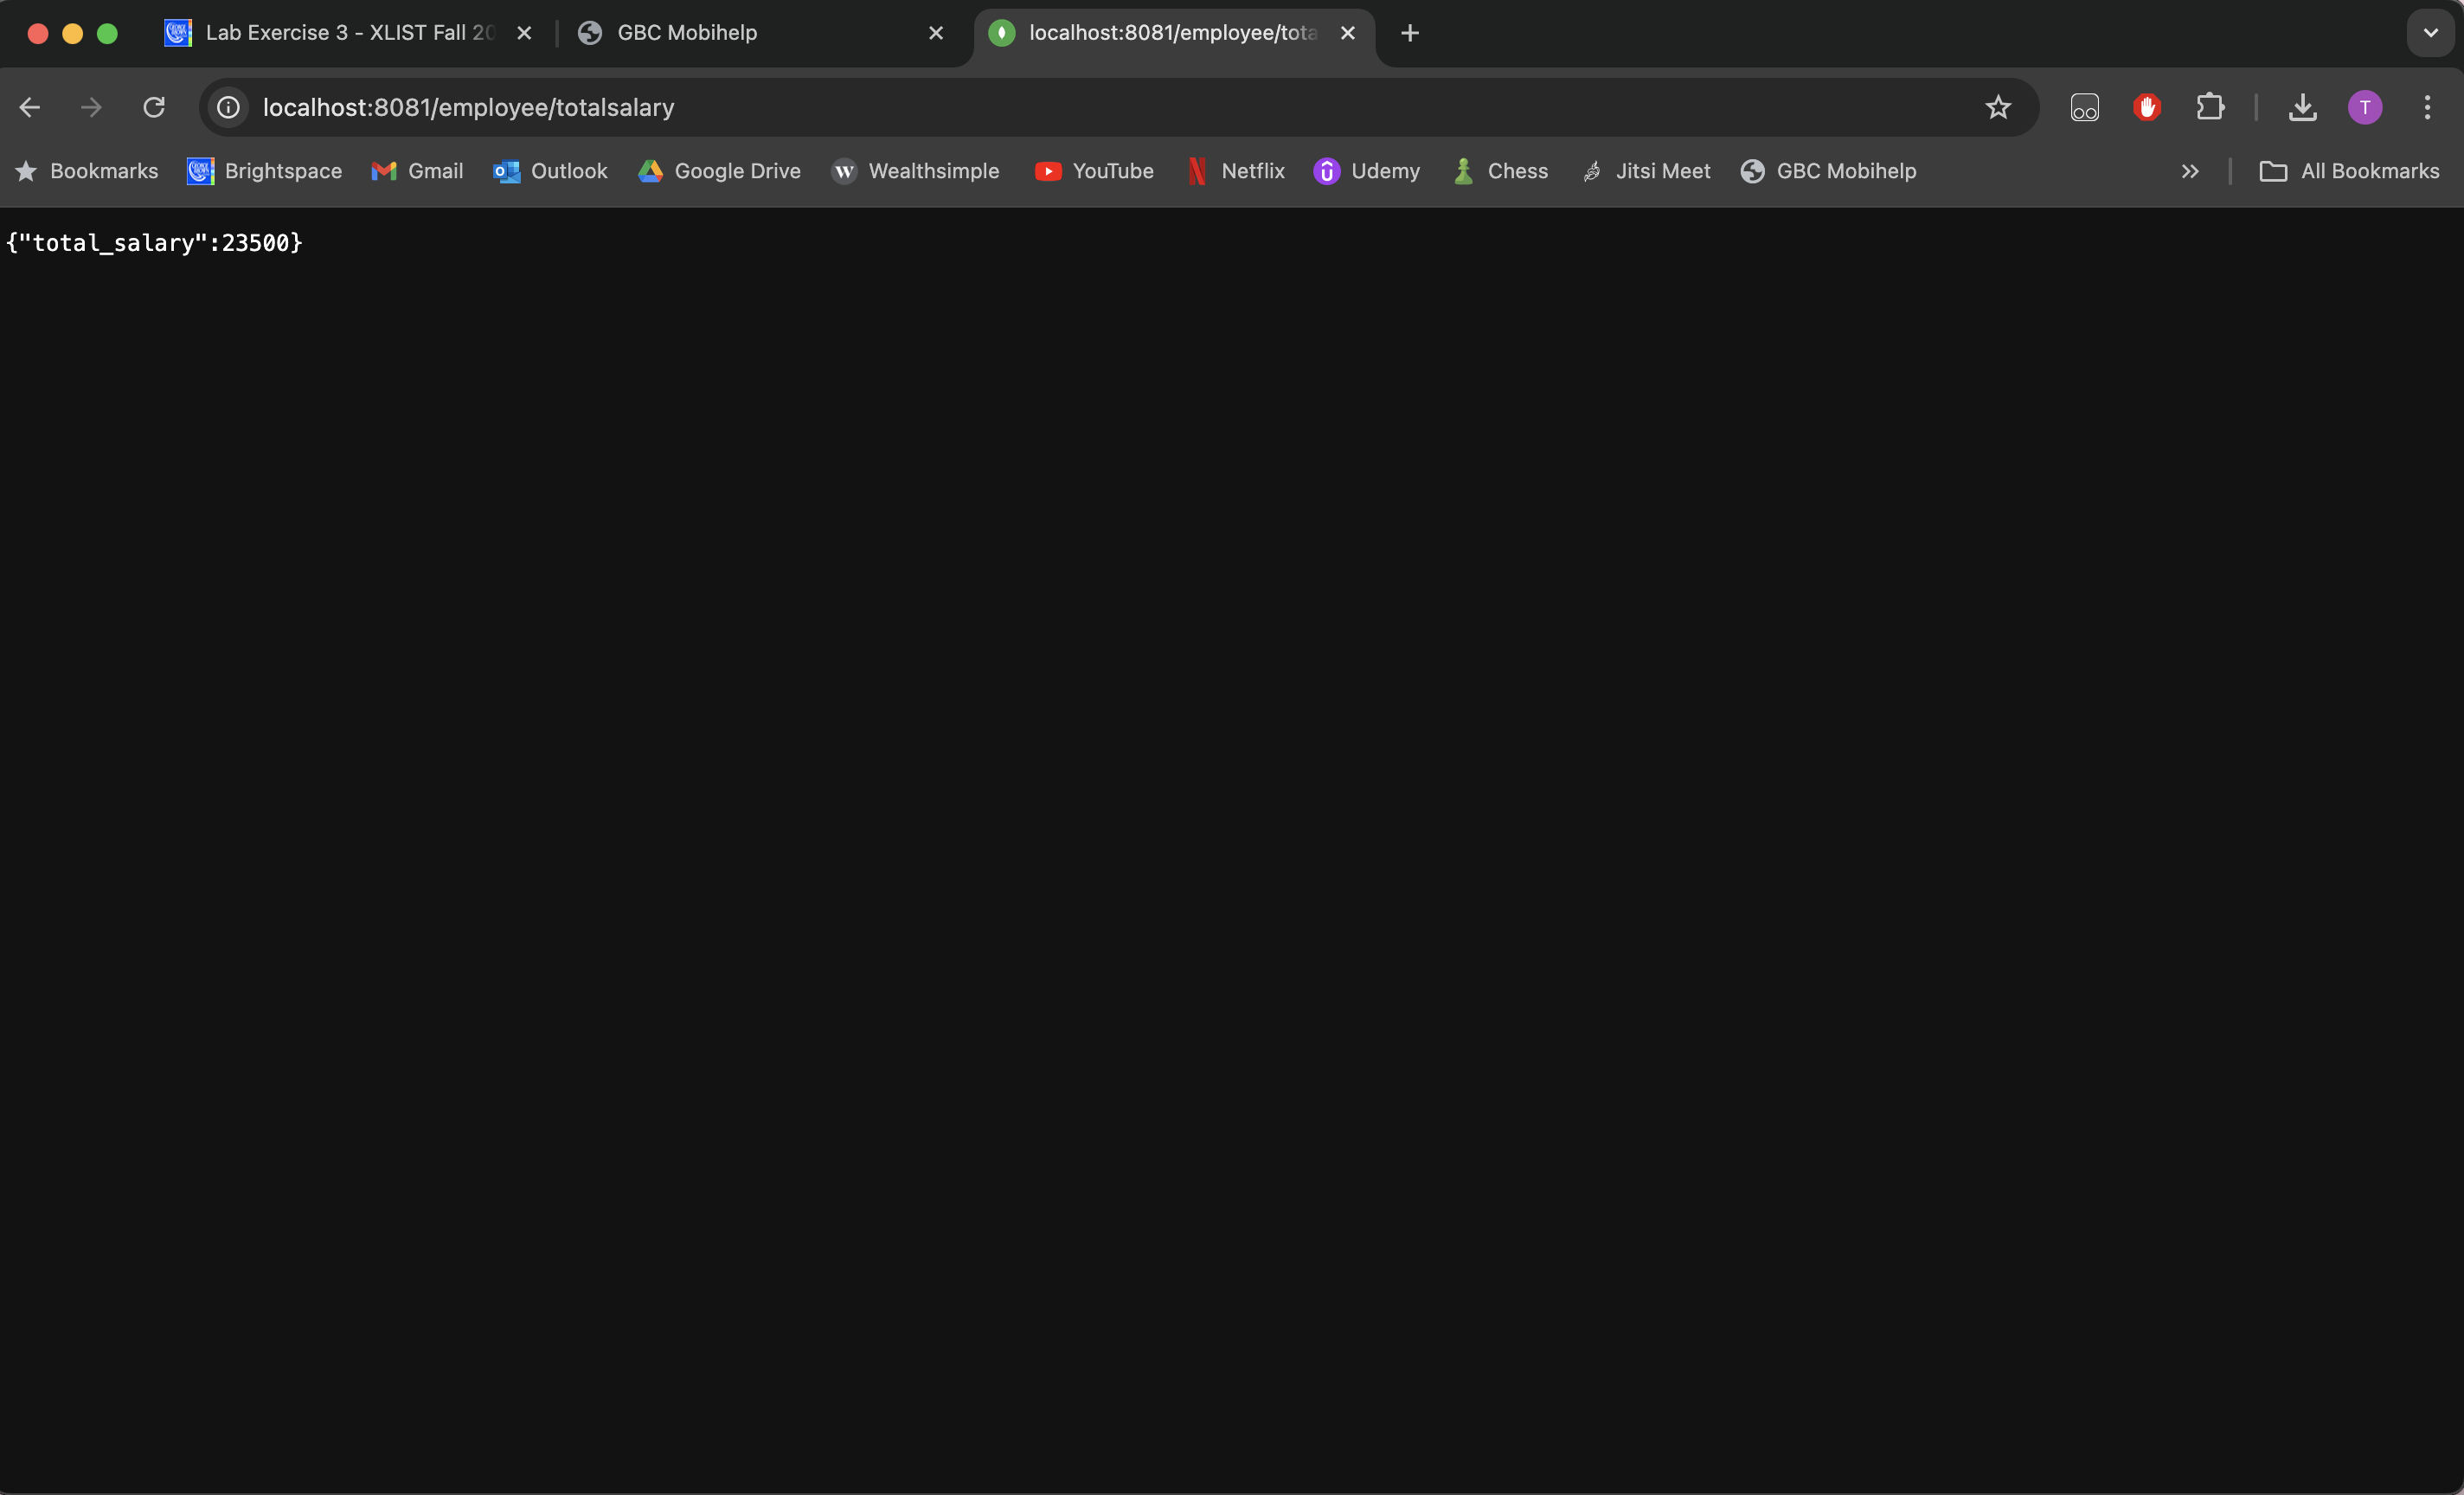 Lab Exercise 3 - XLIST Fall 20
GBC Mobihelp
localhost:8081/employee/tota
localhost:8081/employee/totalsalary
T
Bookmarks
Brightspace
Gmail
Outlook
Google Drive
W Wealthsimple
YouTube
Netflix
Udemy
Chess
Jitsi Meet
GBC Mobihelp
All Bookmarks
{"total_salary":23500}